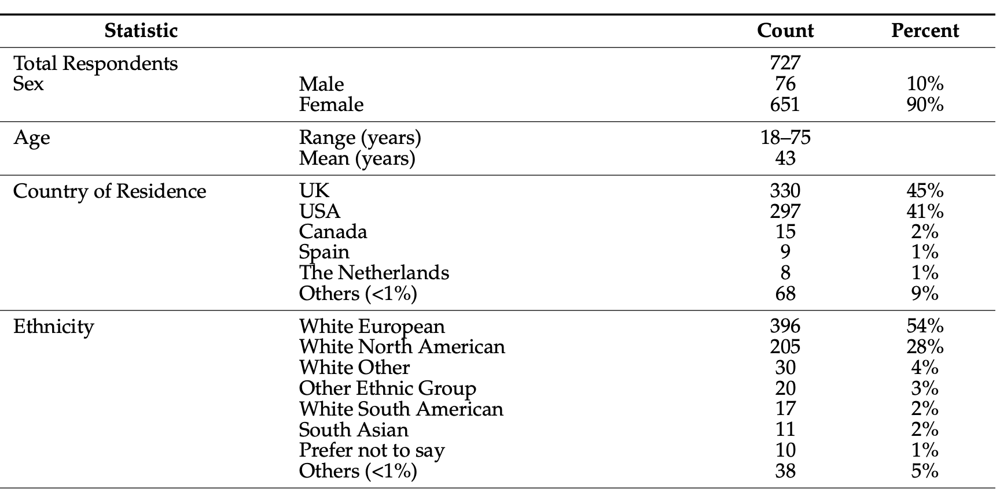 Statistic Count Percent
Total Respondents 727
Sex Male 76 10%
Female 651 90%
Age Range (years) 18–75
Mean (years) 43
Country of Residence UK 330 45%
USA 297 41%
Canada 15 2%
Spain 9 1%
The Netherlands 8 1%
Others (<1%) 68 9%
Ethnicity White European 396 54%
White North American 205 28%
White Other 30 4%
Other Ethnic Group 20 3%
White South American 17 2%
South Asian 11 2%
Prefer not to say 10 1%
Others (<1%) 38 5%